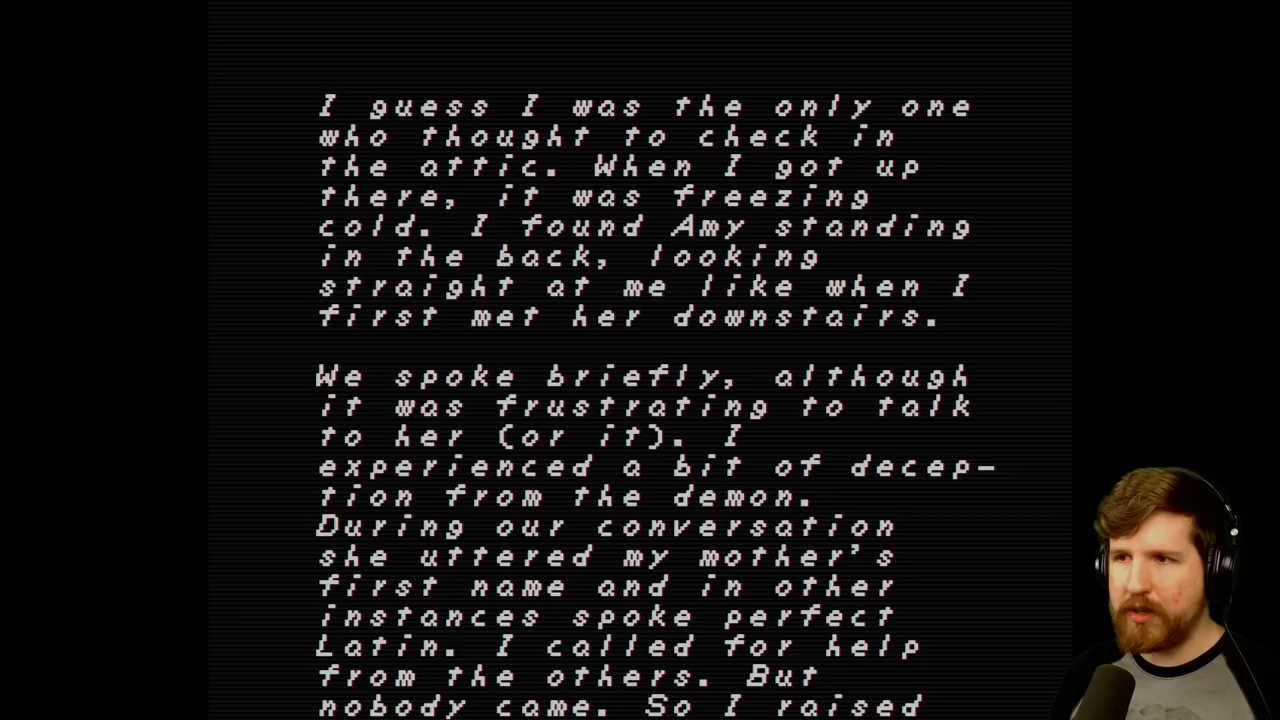 I guess I was the only one
who thought to check in
the attic. When I got up
there, it was freezing
cold. I found Amy standing
in the back, looking
straight at me like when I
first met her downstairs.
We spoke briefly, although
it was frustrating to talk
to her (or it). I
experienced a bit of decep-
tion from the demon.
During our conversation
she uttered my mother's
first name and in other
instances spoke perfect
Latin. I called for help
from the others. But
nobody came. So I raised